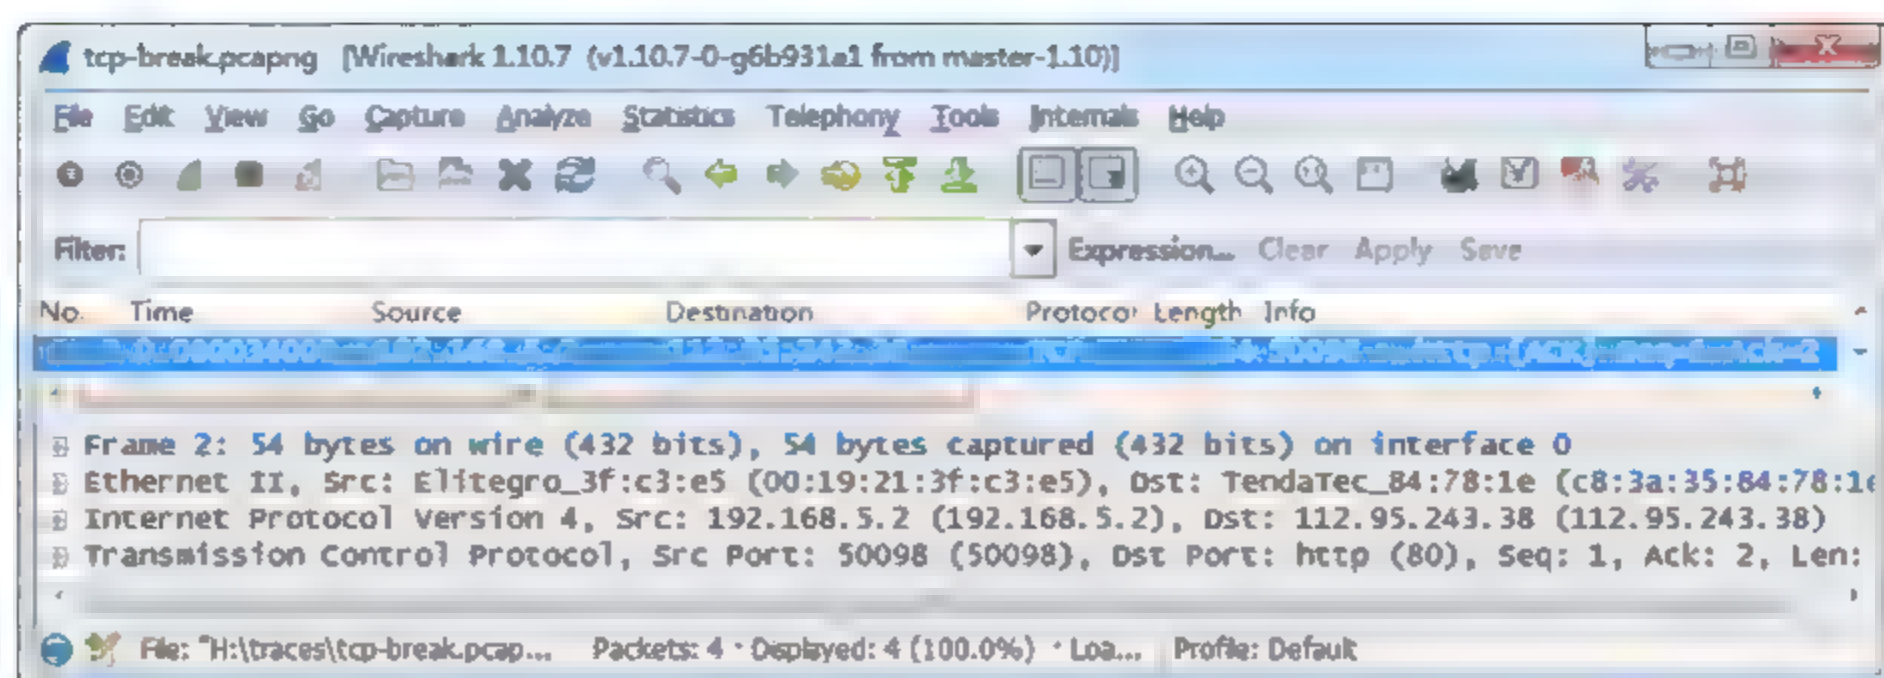 tcp-break.pcapng [Wireshark 1.10.7 (v1.10.7-0-g6b931a1 from master-1.10)]
File Edit View Go Capture Analyze Statistics Telephony Tools Internals Help
Filter: Expression... Clear Apply Save
No. Time Source Destination Protocol Length Info
[ACK] Ack=2
Frame 2: 54 bytes on wire (432 bits), 54 bytes captured (432 bits) on interface 0
Ethernet II, Src: Elitegro_3f:c3:e5 (00:19:21:3f:c3:e5), Dst: TendaTec_84:78:1e (c8:3a:35:84:78:1e
Internet Protocol Version 4, Src: 192.168.5.2 (192.168.5.2), Dst: 112.95.243.38 (112.95.243.38)
Transmission Control Protocol, Src Port: 50098 (50098), Dst Port: http (80), Seq: 1, Ack: 2, Len:
File: "H:\traces\tcp-break.pcap... Packets: 4 · Displayed: 4 (100.0%) · Loa... Profile: Default